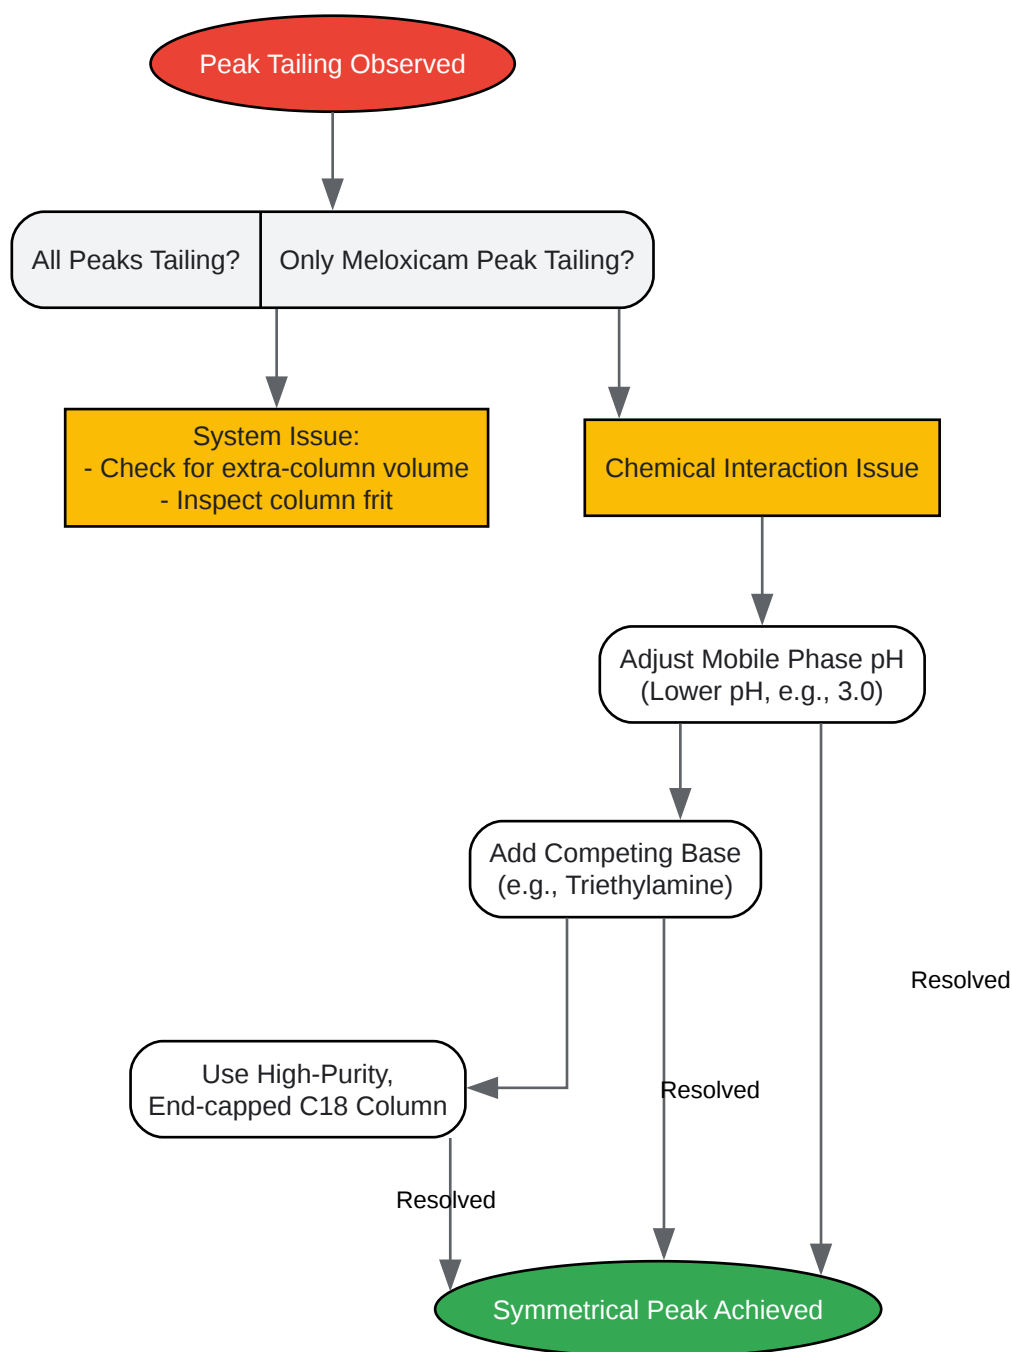 Peak Tailing Observed
All Peaks Tailing?
Only Meloxicam Peak Tailing?
System Issue:
- Check for extra-column volume
- Inspect column frit
Chemical Interaction Issue
Adjust Mobile Phase pH
(Lower pH, e.g., 3.0)
Add Competing Base
(e.g., Triethylamine)
Resolved
Use High-Purity,
End-capped C18 Column
Resolved
Resolved
Symmetrical Peak Achieved